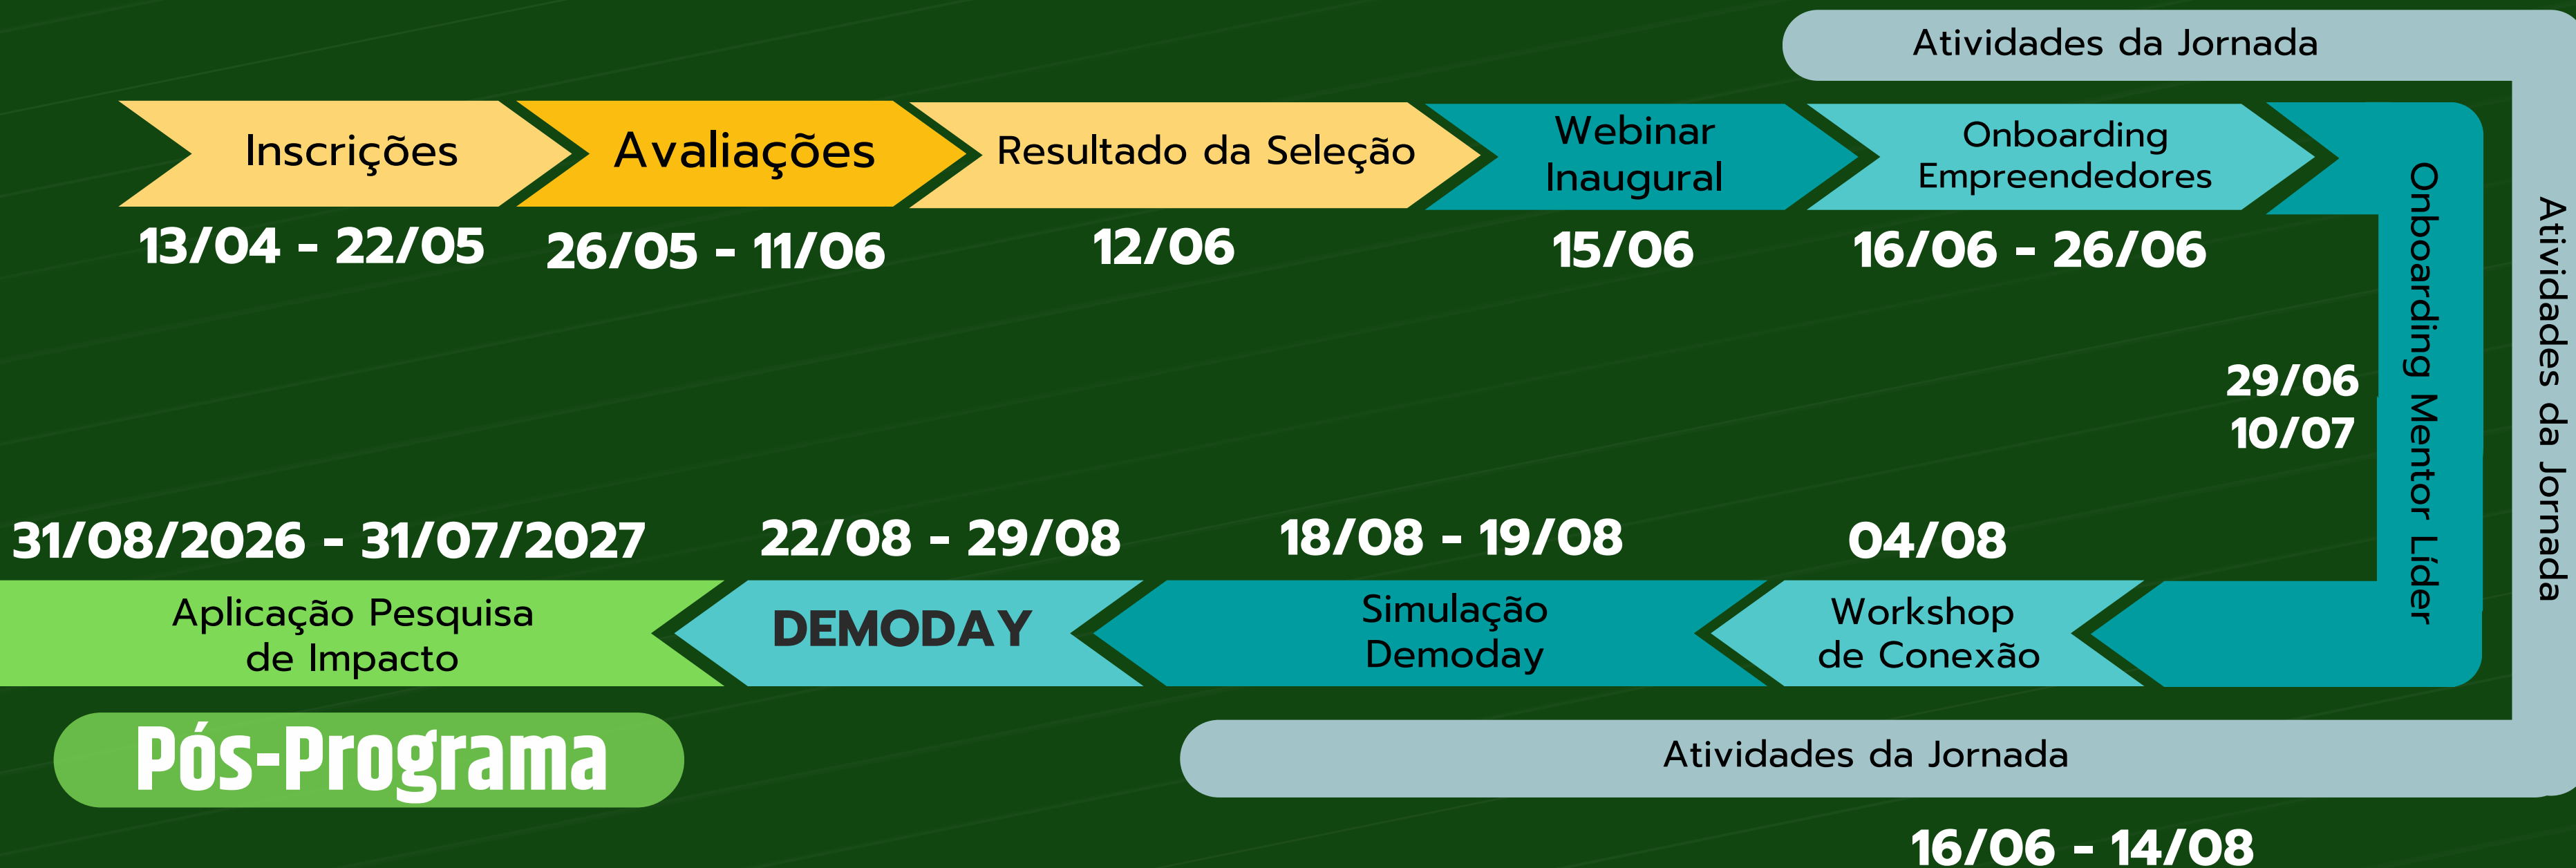 Atividades da Jornada
Inscrições
13/04 - 22/05
Avaliações
26/05 - 11/06
Resultado da Seleção
12/06
Webinar
Inaugural
15/06
Onboarding
Empreendedores
16/06 - 26/06
Onboarding Mentor Líder
29/06
10/07
Atividades da Jornada
04/08
Workshop
de Conexão
18/08 - 19/08
Simulação
Demoday
22/08 - 29/08
DEMODAY
31/08/2026 - 31/07/2027
Aplicação Pesquisa
de Impacto
Pós-Programa
Atividades da Jornada
16/06 - 14/08